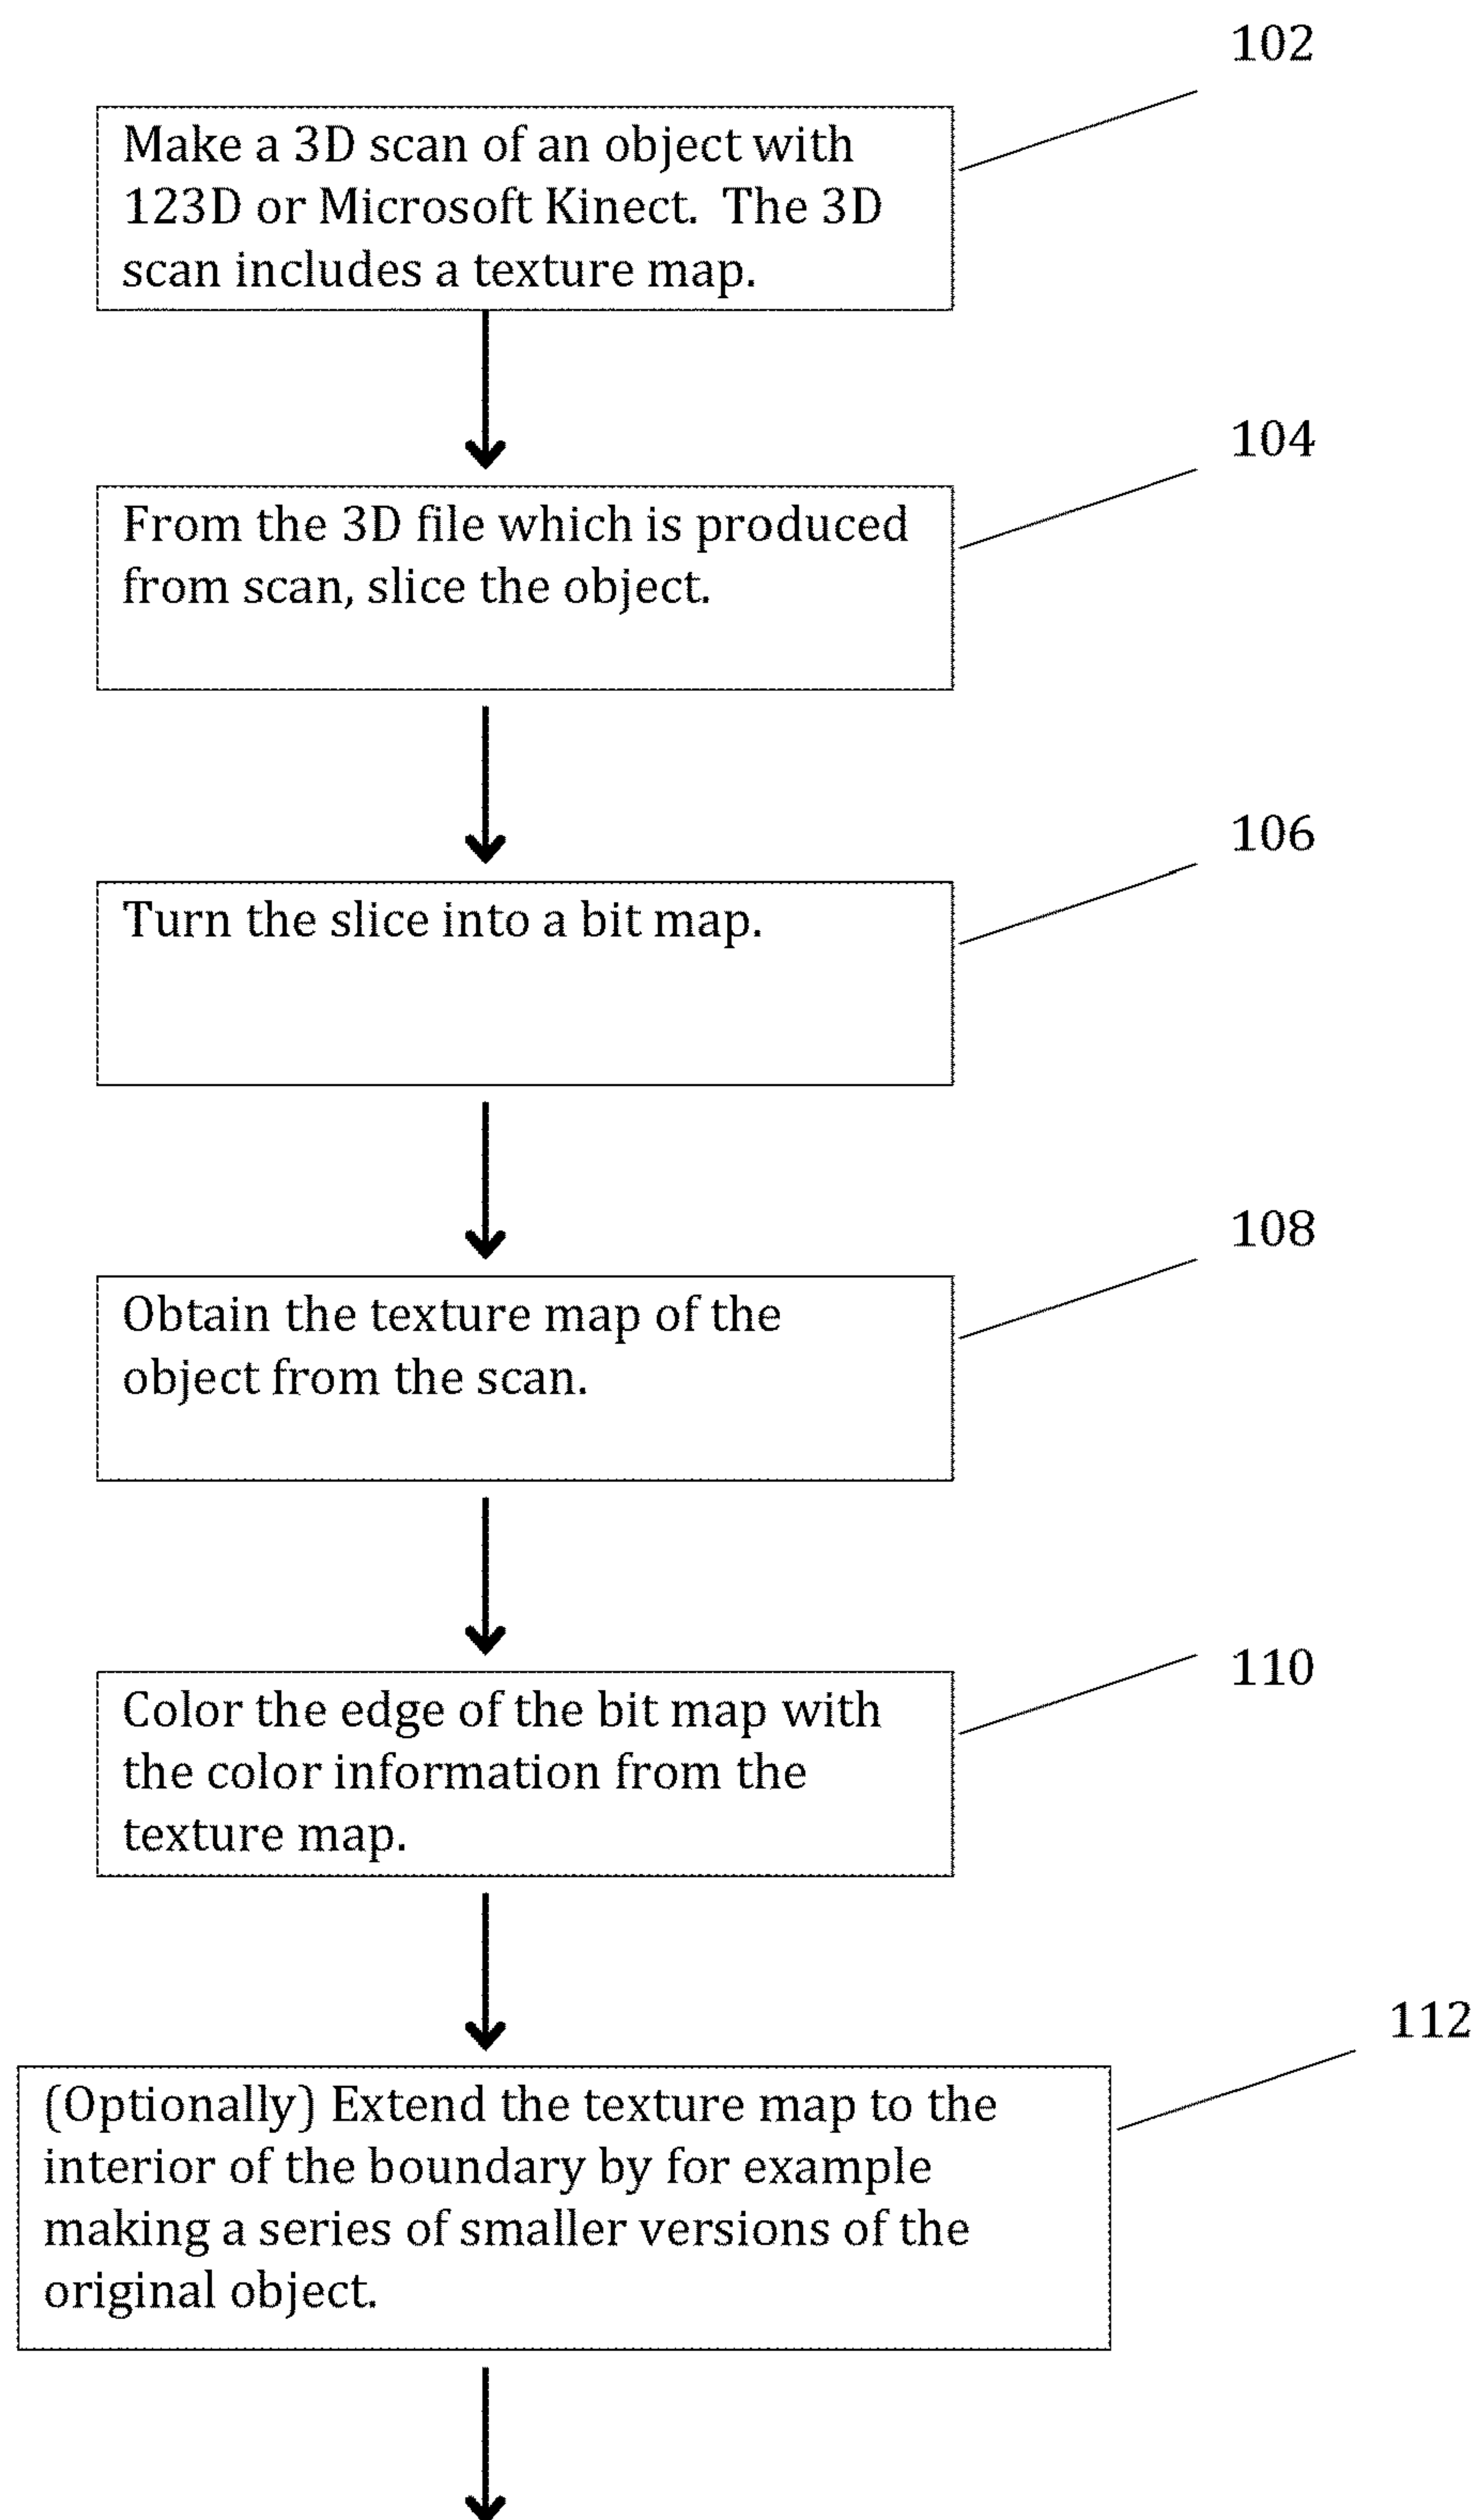 102
Make a 3D scan of an object with
123D or Microsoft Kinect.  The 3D
scan includes a texture map.
104
From the 3D file which is produced
from scan, slice the object.
106
Turn the slice into a bit map.
108
Obtain the texture map of the
object from the scan.
110
Color the edge of the bit map with
the color information from the
texture map.
112
(Optionally) Extend the texture map to the
interior of the boundary by for example
making a series of smaller versions of the
original object.